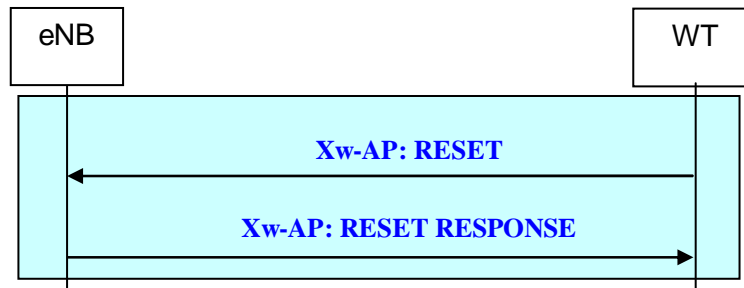 eNB
WT
Xw-AP: RESET
Xw-AP: RESET RESPONSE